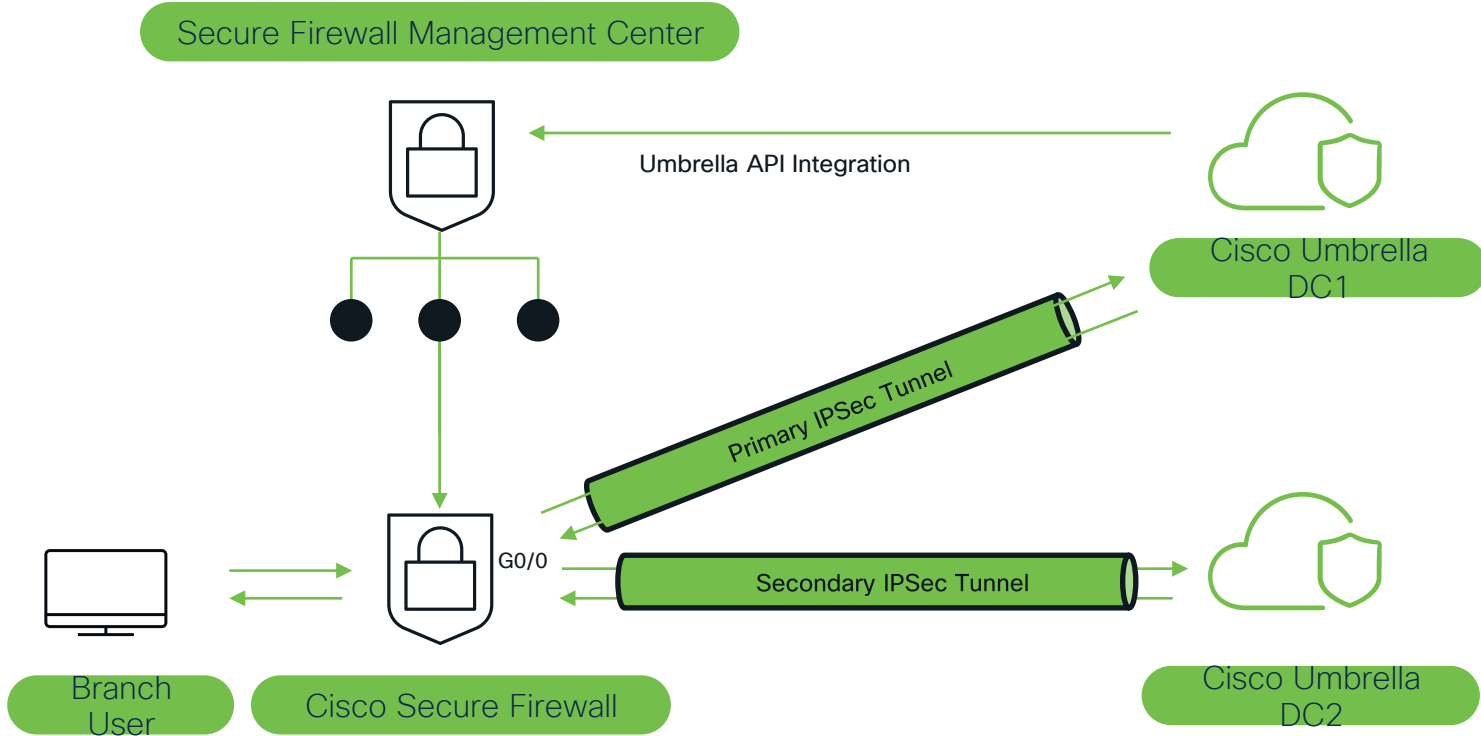 Secure Firewall Management Center
Umbrella API Integration
Cisco Umbrella
DC1
Primary IPSec Tunnel
G0/0
Secondary IPSec Tunnel
Branch
User
Cisco Secure Firewall
Cisco Umbrella
DC2